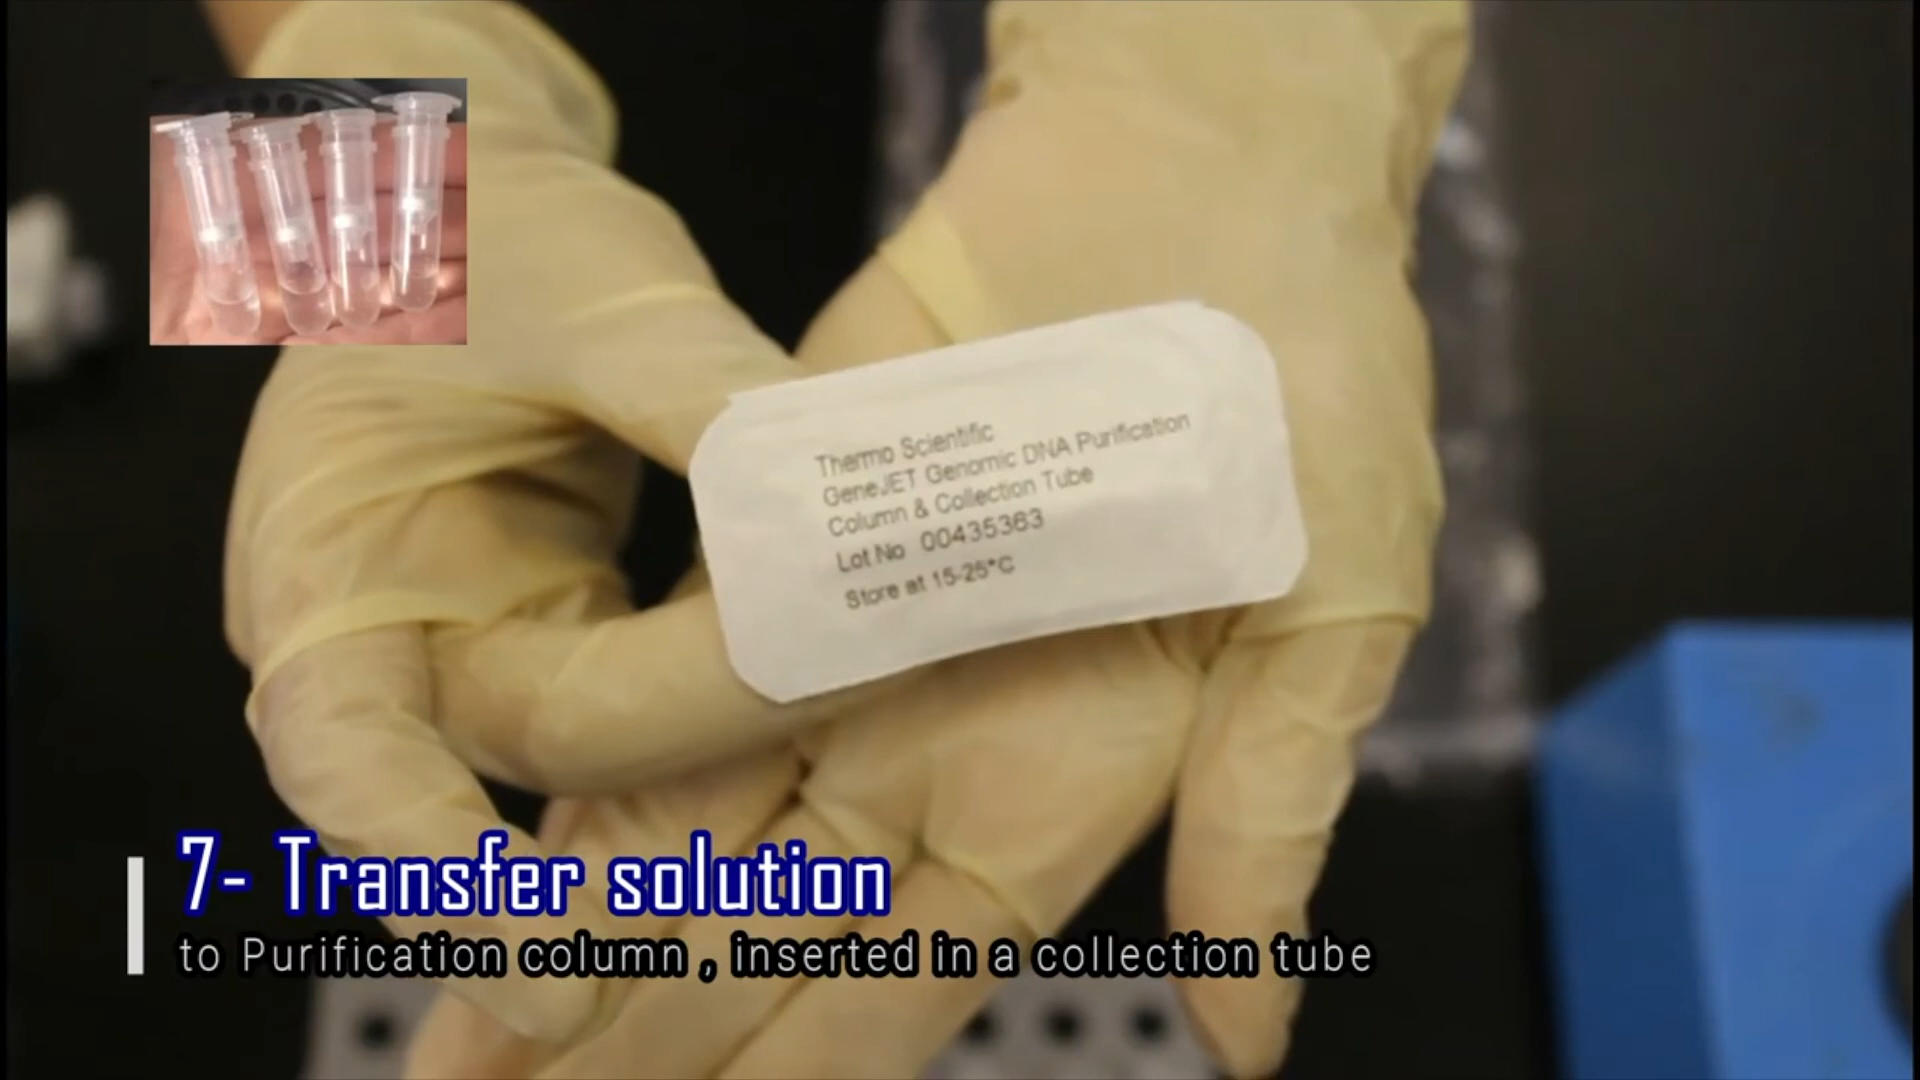 Thermo Scientific
GeneJET Genomic DNA Purification
Column & Collection Tube
Lot No 00435363
Store at 15-25°C
7- Transfer solution
to Purification column , inserted in a collection tube